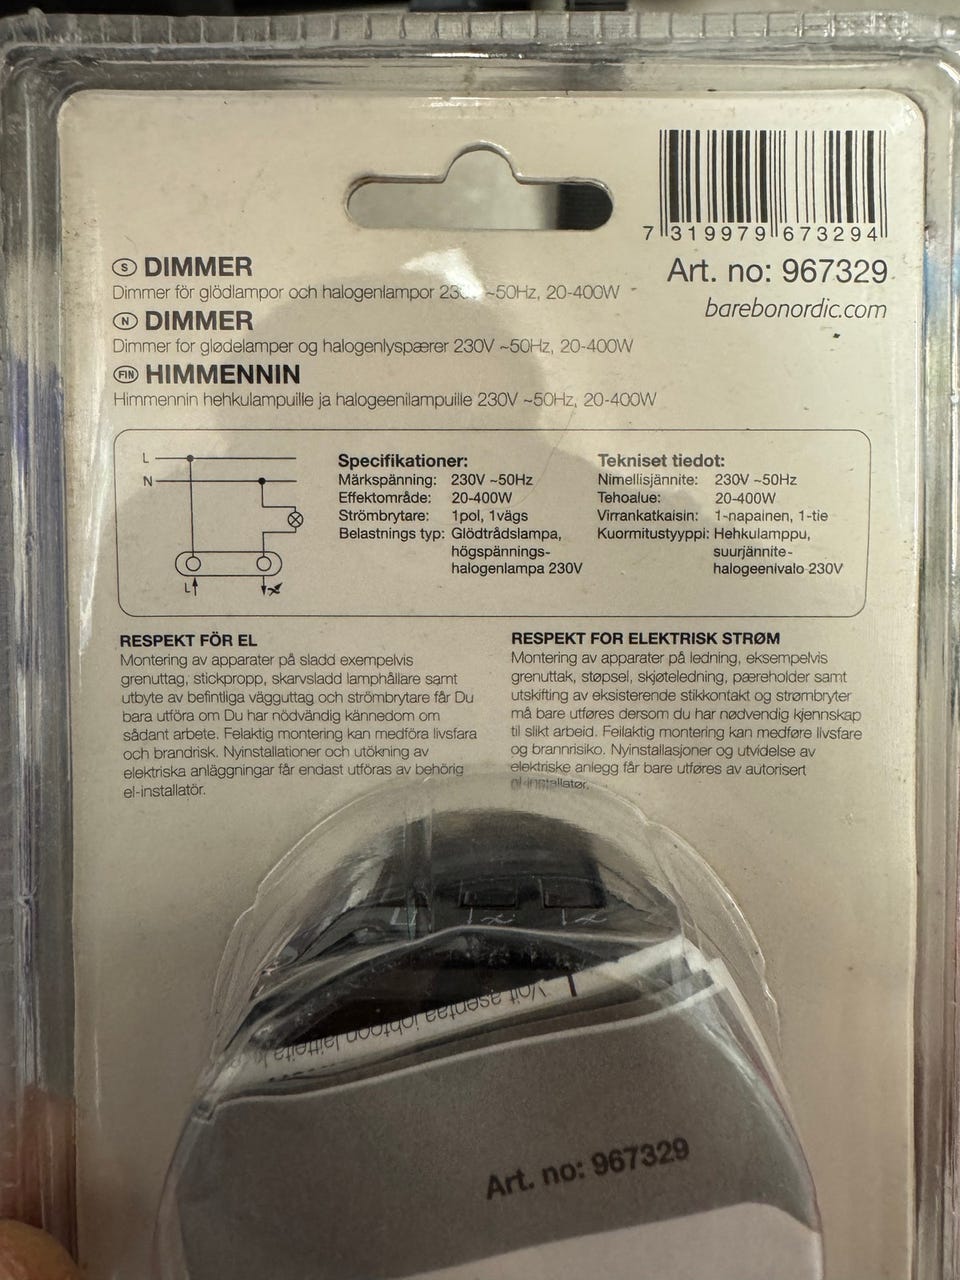 7 319979 673294
Art. no: 967329
barebonordic.com
S DIMMER
Dimmer för glödlampor och halogenlampor 230V ~50Hz, 20-400W
N DIMMER
Dimmer for glødelamper og halogenlyspærer 230V ~50Hz, 20-400W
FIN HIMMENNIN
Himmennin hehkulampuille ja halogeenilampuille 230V ~50Hz, 20-400W
L
N
L
Specifikationer:
Märkspänning: 230V ~50Hz
Effektområde: 20-400W
Strömbrytare: 1pol, 1vägs
Belastnings typ: Glödtrådslampa,
högspännings-
halogenlampa 230V
Tekniset tiedot:
Nimellisjännite: 230V ~50Hz
Tehoalue: 20-400W
Virrankatkaisin: 1-napainen, 1-tie
Kuormitustyyppi: Hehkulamppu,
suurjännite-
halogeenivalo 230V
RESPEKT FÖR EL
Montering av apparater på sladd exempelvis
grenuttag, stickpropp, skarvsladd lamphållare samt
utbyte av befintliga vägguttag och strömbrytare får Du
bara utföra om Du har nödvändig kännedom om
sådant arbete. Felaktig montering kan medföra livsfara
och brandrisk. Nyinstallationer och utökning av
elektriska anläggningar får endast utföras av behörig
el-installatör.
RESPEKT FOR ELEKTRISK STRØM
Montering av apparater på ledning, eksempelvis
grenuttak, støpsel, skjøteledning, pæreholder samt
utskifting av eksisterende stikkontakt og strømbryter
må bare utføres dersom du har nødvendig kjennskap
til slikt arbeid. Feilaktig montering kan medføre livsfare
og brannrisiko. Nyinstallasjoner og utvidelse av
elektriske anlegg får bare utføres av autorisert
el-installatør.
L
Voit asentaa johtoon
Art. no: 967329